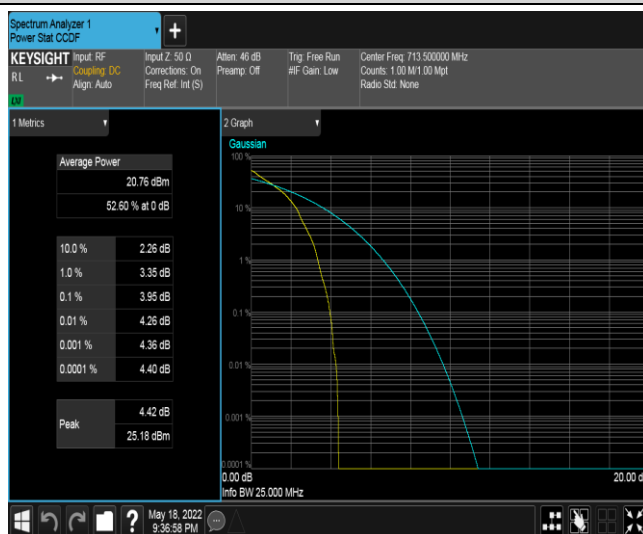 Spectrum Analyzer 1
Power Stat CCDF
+
KEYSIGHT
RL
Input: RF
Coupling: DC
Align: Auto
Input Z: 50 Ω
Corrections: On
Freq Ref: Int (S)
Atten: 46 dB
Preamp: Off
Trig: Free Run
#IF Gain: Low
Center Freq: 713.500000 MHz
Counts: 1.00 M/1.00 Mpt
Radio Std: None
1 Metrics
Average Power
20.76 dBm
52.60 % at 0 dB
10.0 % 2.26 dB
1.0 % 3.35 dB
0.1 % 3.95 dB
0.01 % 4.26 dB
0.001 % 4.36 dB
0.0001 % 4.40 dB
Peak
4.42 dB
25.18 dBm
2 Graph
Gaussian
100 %
10 %
1 %
0.1 %
0.01 %
0.001 %
0.0001 %
0.00 dB
20.00 d
Info BW 25.000 MHz
?
May 18, 2022
9:36:58 PM